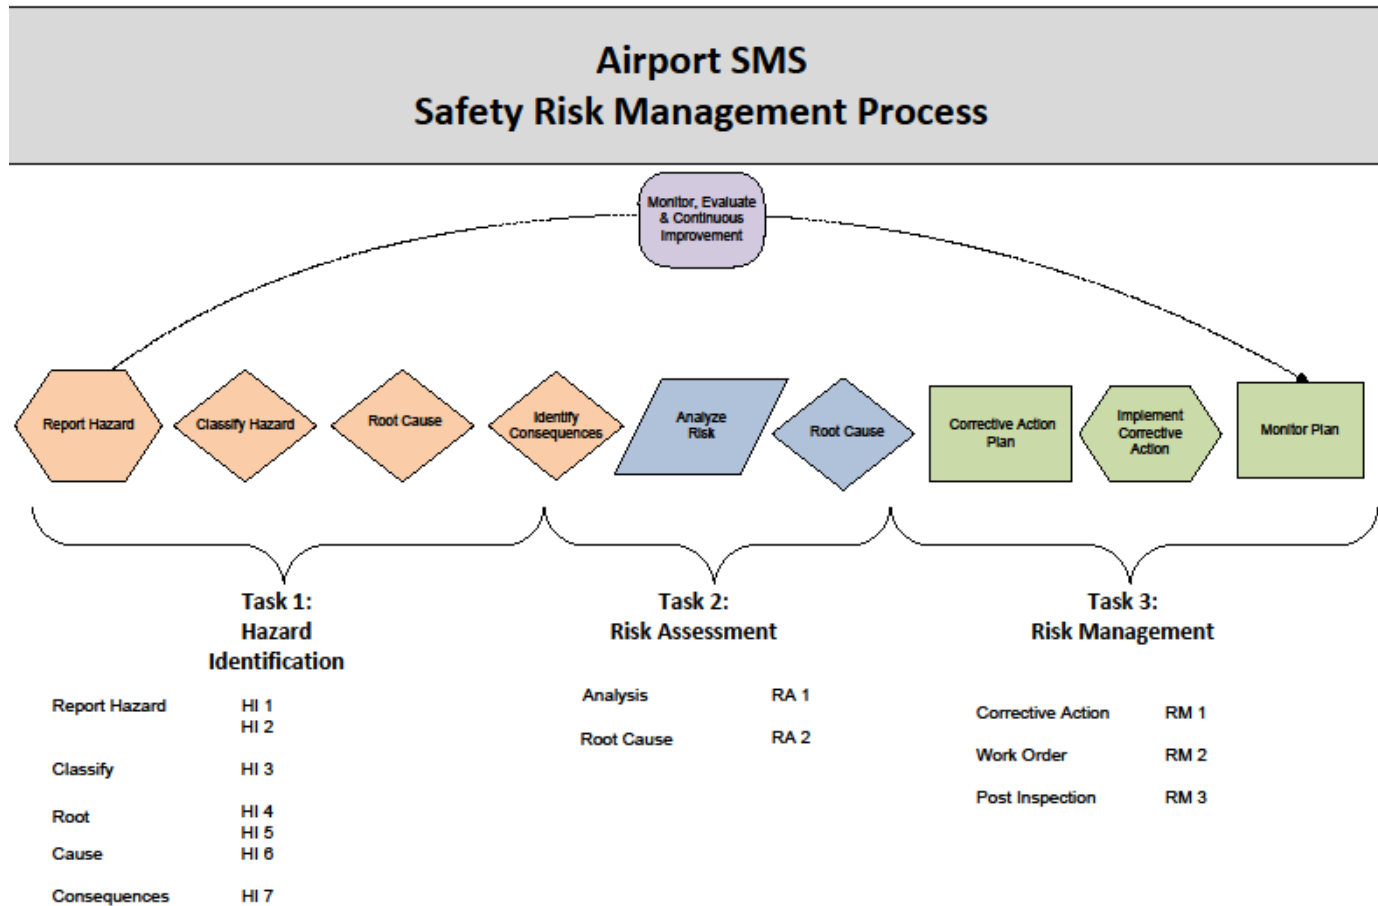 Airport SMS
Safety Risk Management Process
Monitor, Evaluate
& Continuous
Improvement
Report Hazard
Classify Hazard
Root Cause
Identify
Consequences
Analyze
Risk
Root Cause
Corrective Action
Plan
Implement
Corrective
Action
Monitor Plan
Task 1:
Hazard
Identification
Report Hazard HI 1
HI 2
Classify HI 3
Root HI 4
HI 5
Cause HI 6
Consequences HI 7
Task 2:
Risk Assessment
Analysis RA 1
Root Cause RA 2
Task 3:
Risk Management
Corrective Action RM 1
Work Order RM 2
Post Inspection RM 3